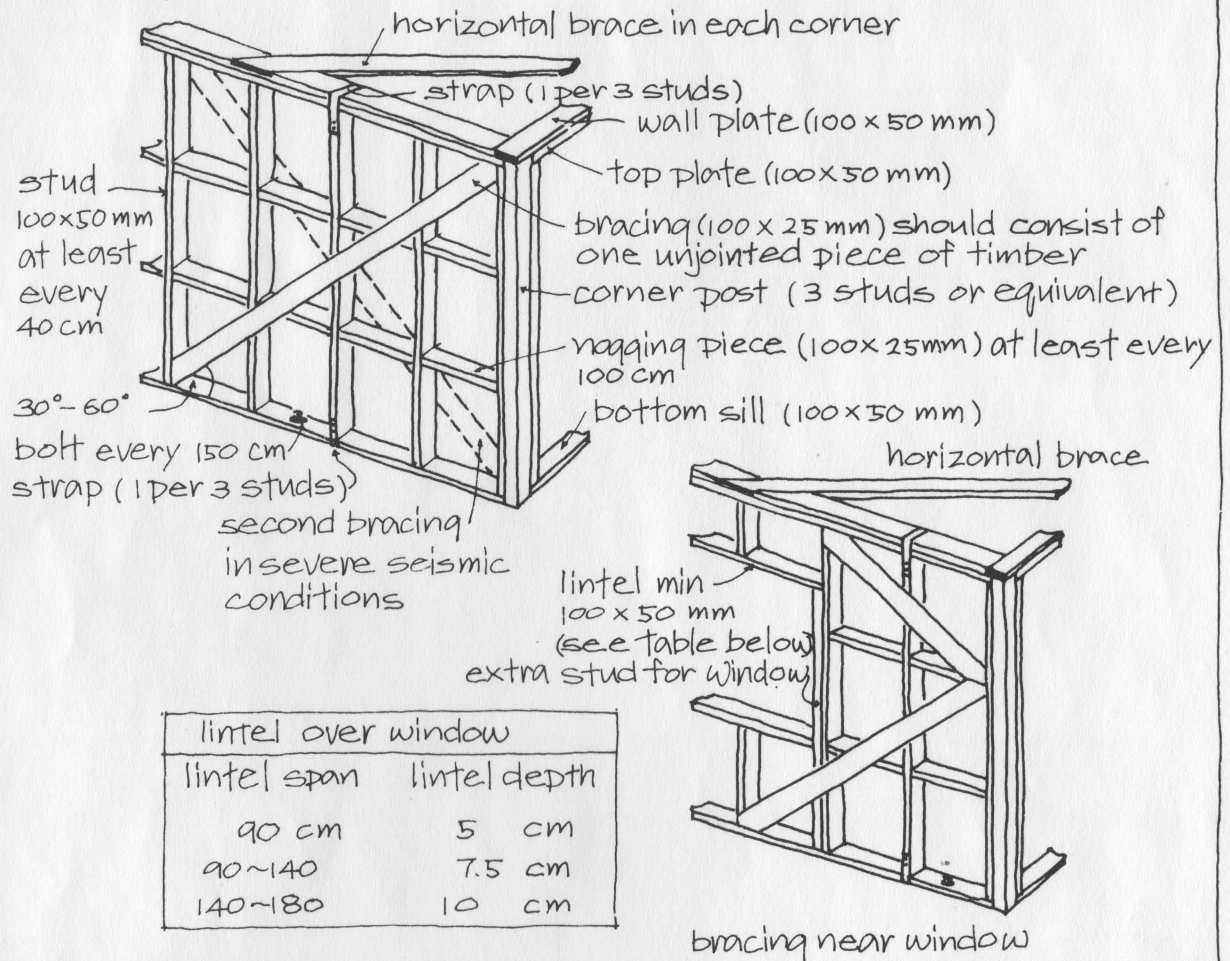 horizontal brace in each corner
strap (1 per 3 studs)
wall plate (100 × 50 mm)
top plate (100 × 50 mm)
stud
100 × 50 mm
at least
every
40 cm
bracing (100 × 25 mm) should consist of
one unjointed piece of timber
corner post (3 studs or equivalent)
nogging piece (100 × 25 mm) at least every
100 cm
bottom sill (100 × 50 mm)
30°-60°
bolt every 150 cm
strap (1 per 3 studs)
second bracing
in severe seismic
conditions
horizontal brace
lintel min
100 × 50 mm
(see table below)
extra stud for window
bracing near window
lintel over window
lintel span lintel depth
90 cm 5 cm
90~140 7.5 cm
140~180 10 cm